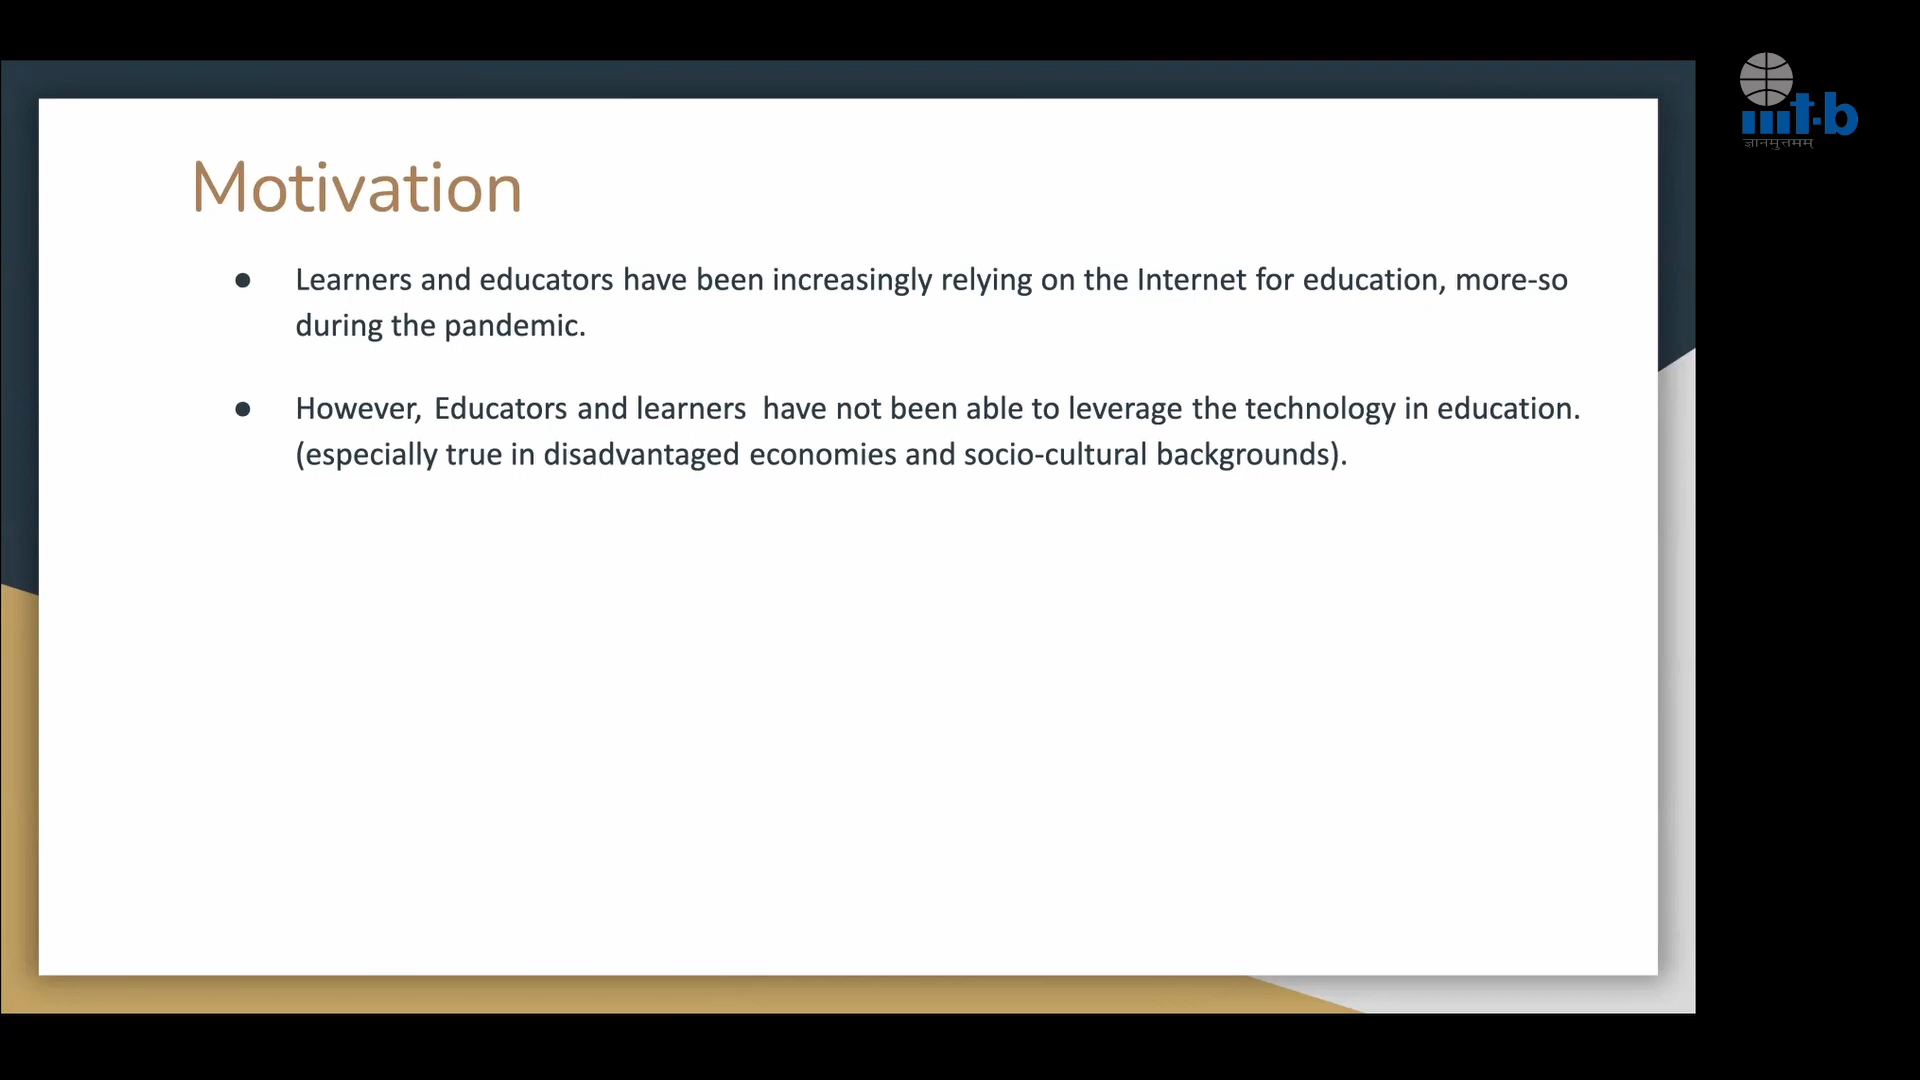 Motivation
● Learners and educators have been increasingly relying on the Internet for education, more-so
during the pandemic.
● However, Educators and learners  have not been able to leverage the technology in education.
(especially true in disadvantaged economies and socio-cultural backgrounds).
iiit-b
ज्ञानमुत्तमम्